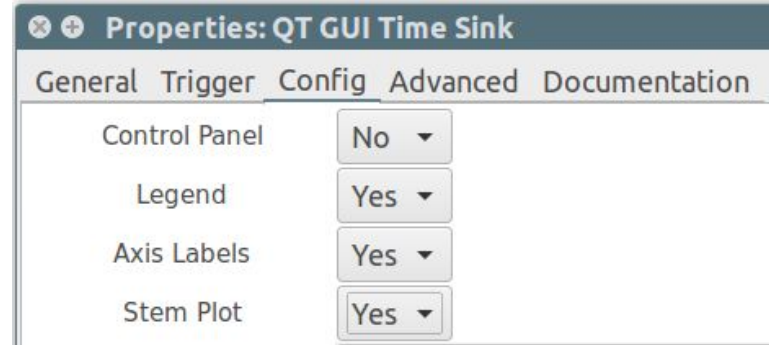 Properties: QT GUI Time Sink
General Trigger Config Advanced Documentation
Control Panel No
Legend Yes
Axis Labels Yes
Stem Plot Yes